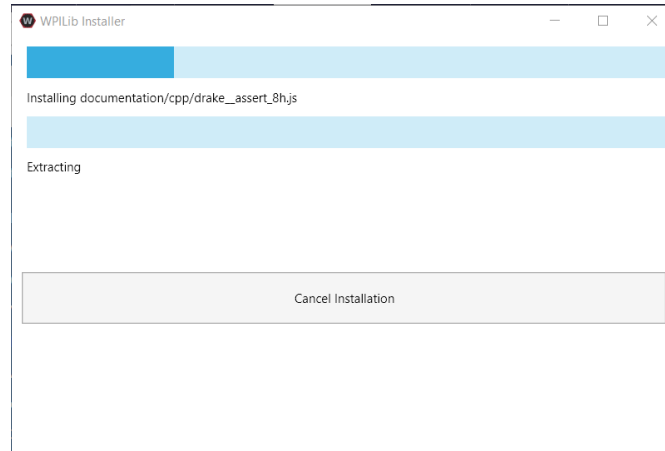 W WPILib Installer
Installing documentation/cpp/drake__assert_8h.js
Extracting
Cancel Installation